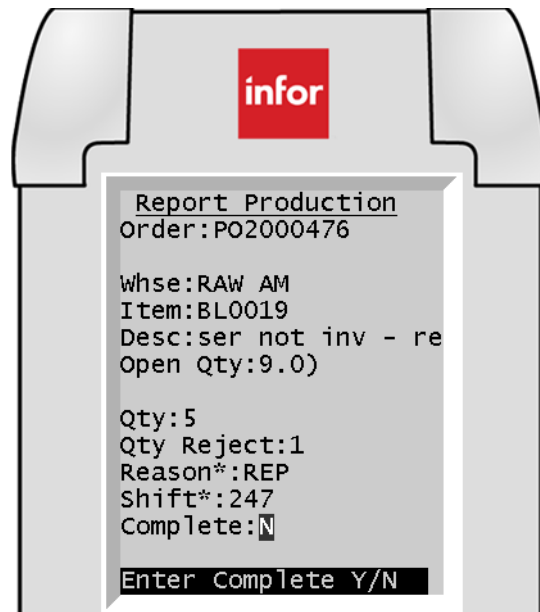 infor
Report Production
Order:PO2000476
Whse:RAW AM
Item:BL0019
Desc:ser not inv - re
Open Qty:9.0)
Qty:5
Qty Reject:1
Reason*:REP
Shift*:247
Complete:N
Enter Complete Y/N